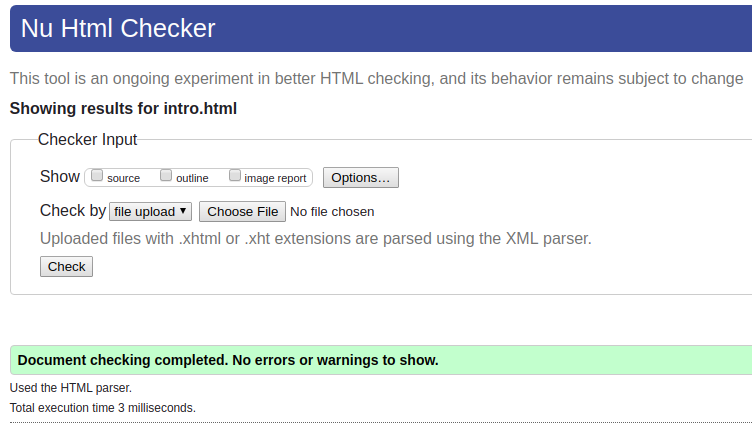 Nu Html Checker
This tool is an ongoing experiment in better HTML checking, and its behavior remains subject to change
Showing results for intro.html
Checker Input
Show source outline image report Options...
Check by file upload Choose File No file chosen
Uploaded files with .xhtml or .xht extensions are parsed using the XML parser.
Check
Document checking completed. No errors or warnings to show.
Used the HTML parser.
Total execution time 3 milliseconds.